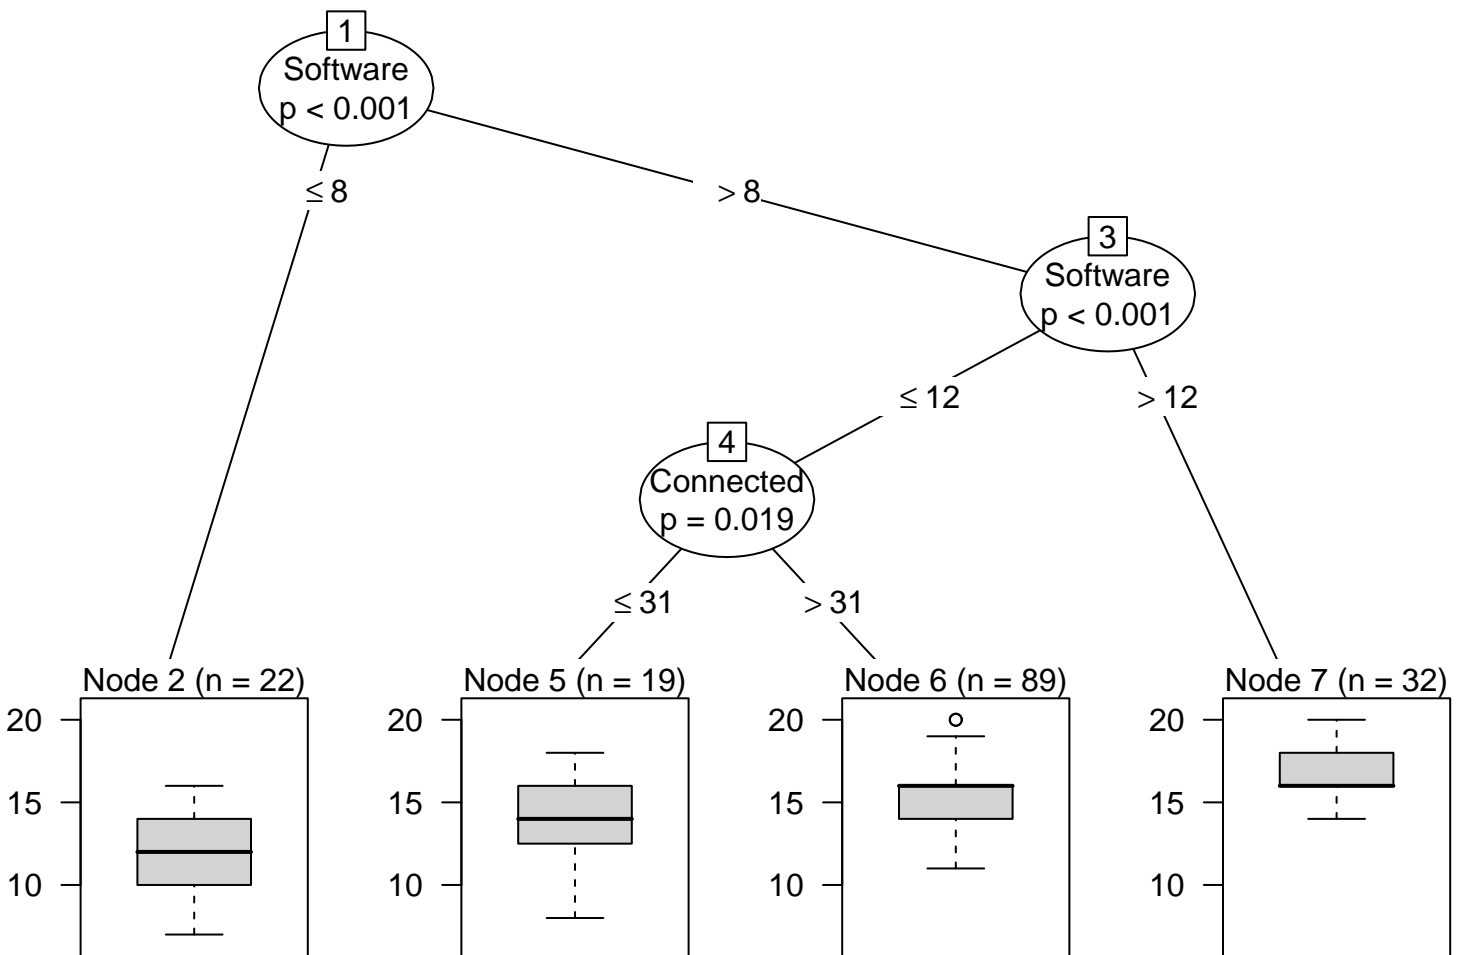 1
Software
p < 0.001
≤ 8
> 8
3
Software
p < 0.001
≤ 12
> 12
4
Connected
p = 0.019
≤ 31
> 31
Node 2 (n = 22)
20
15
10
Node 5 (n = 19)
20
15
10
Node 6 (n = 89)
20
15
10
Node 7 (n = 32)
20
15
10